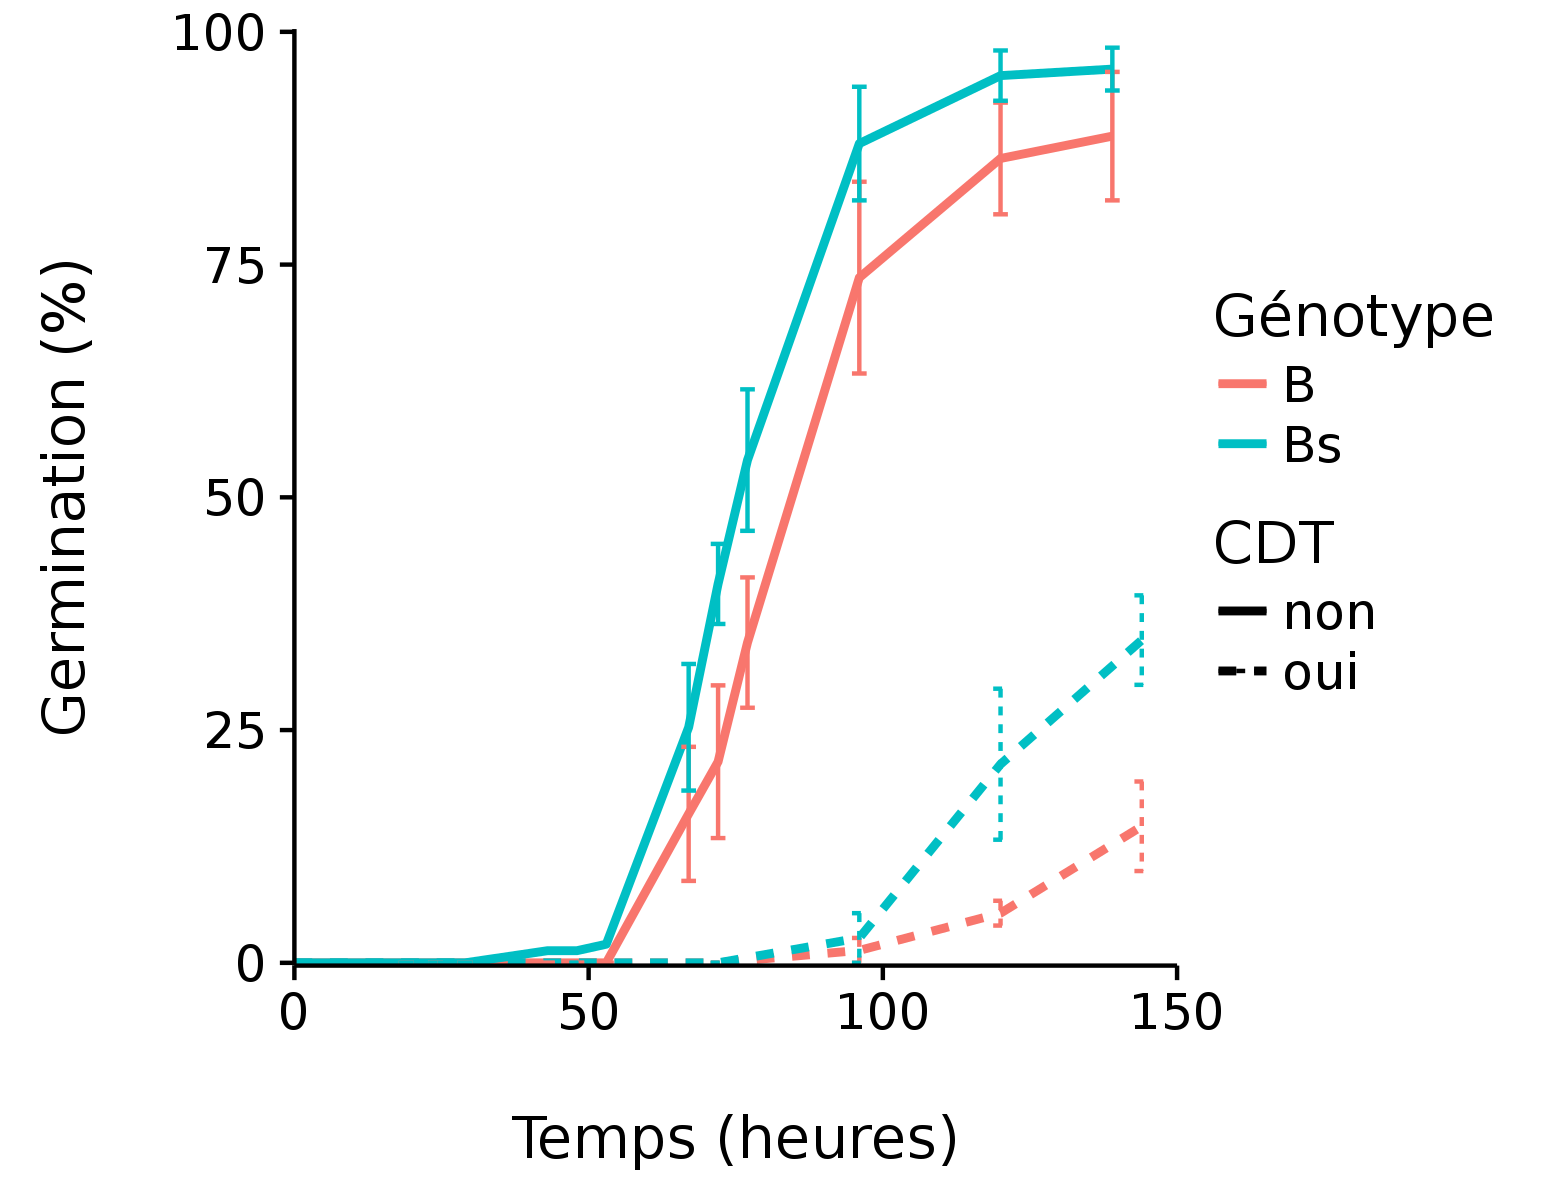 100
75
50
25
0
Germination (%)
0 50 100 150
Temps (heures)
Génotype
B
Bs
CDT
non
oui